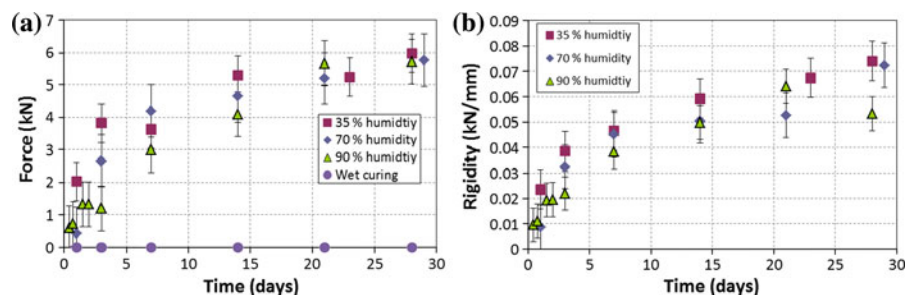 (a)
Force (kN)
7
6
5
4
3
2
1
0
35 % humidtiy
70 % humidity
90 % humidtiy
Wet curing
0 5 10 15 20 25 30
Time (days)
(b)
Rigidity (kN/mm)
0.09
0.08
0.07
0.06
0.05
0.04
0.03
0.02
0.01
0
35 % humidtiy
70 % humidity
90 % humidtiy
0 5 10 15 20 25 30
Time (days)